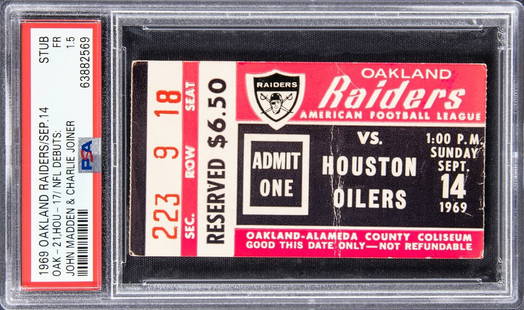 1969 OAKLAND RAIDERS/SEP.14
OAK - 21,HOU - 17/ NFL DEBUTS:
JOHN MADDEN & CHARLIE JOINER
PSA
STUB
FR 1.5
63882569
223 9 18
SEC. ROW SEAT
RESERVED $6.50
RAIDERS
OAKLAND
Raiders
AMERICAN FOOTBALL LEAGUE
ADMIT
ONE
VS.
HOUSTON
OILERS
1:00 P.M.
SUNDAY
SEPT.
14
1969
OAKLAND-ALAMEDA COUNTY COLISEUM
GOOD THIS DATE ONLY—NOT REFUNDABLE